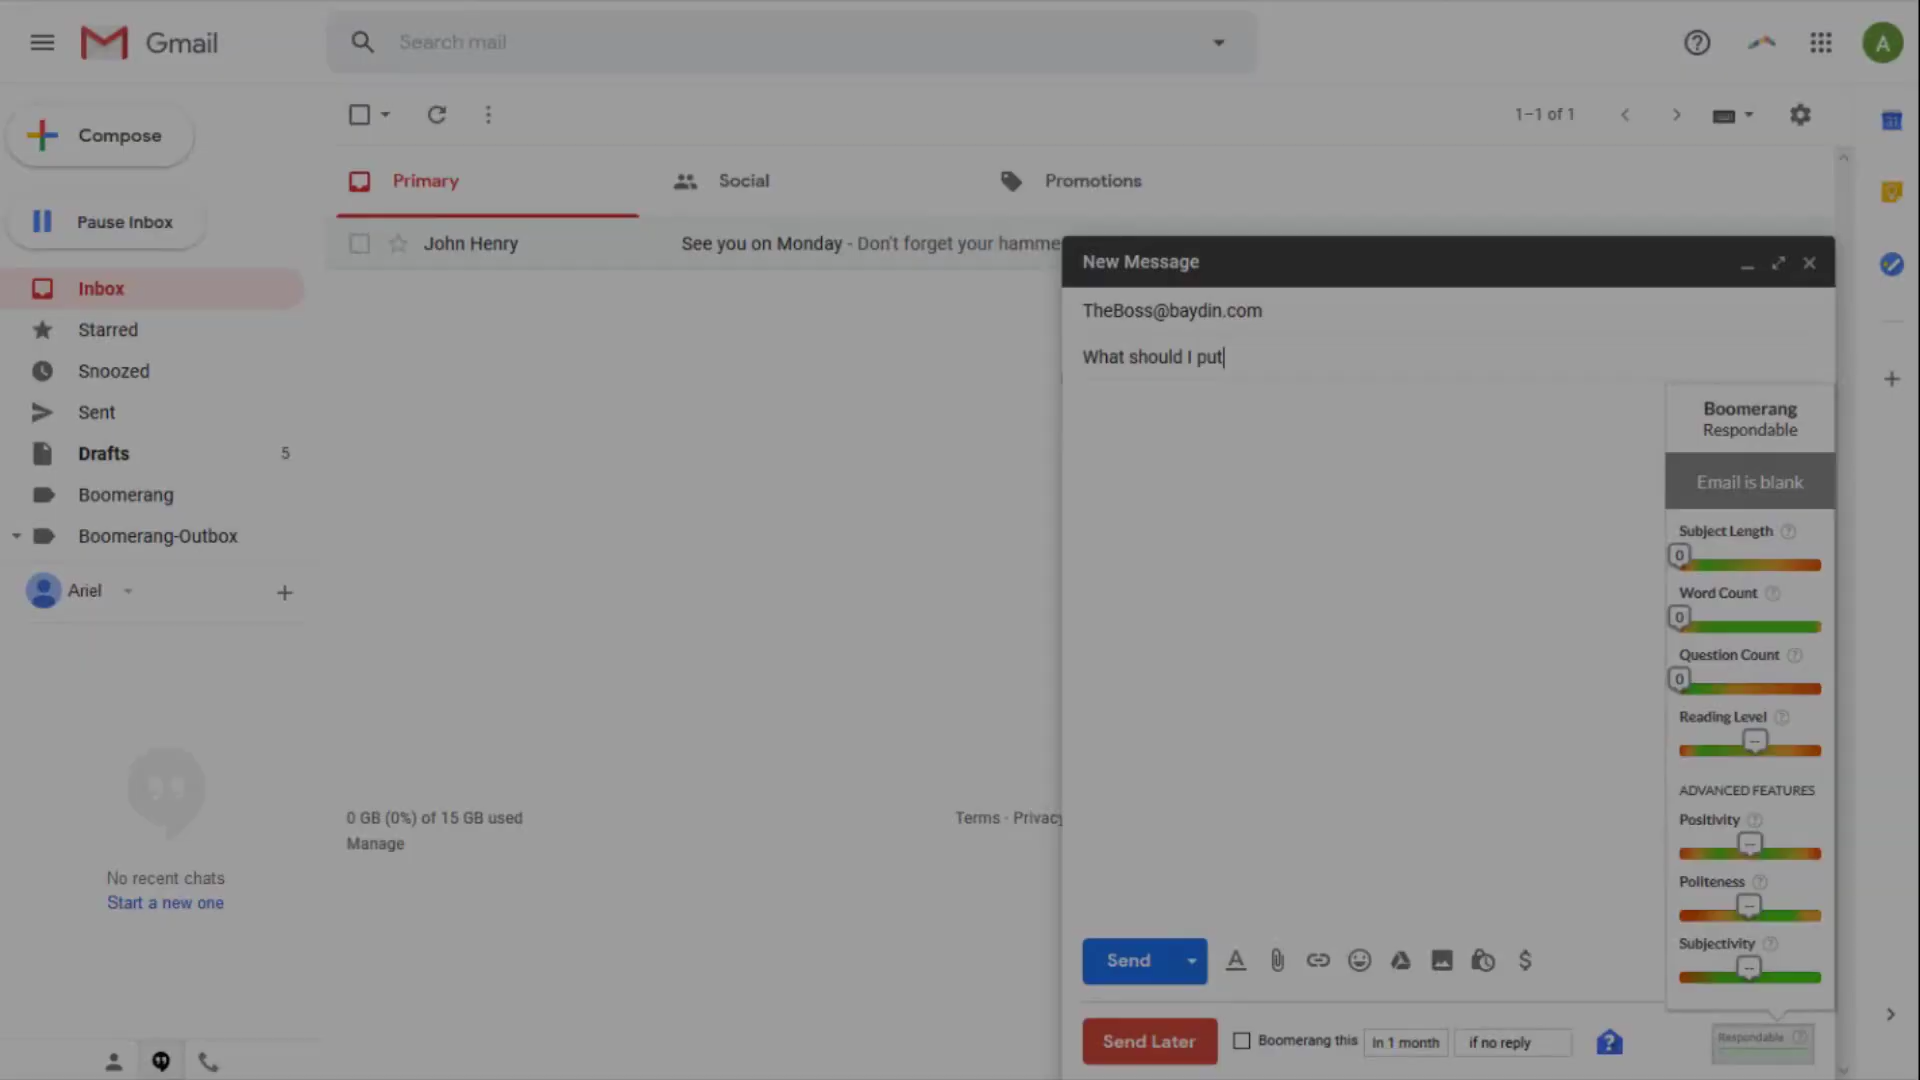 Gmail
Search mail
A
Compose
1–1 of 1
31
Pause Inbox
Primary
Social
Promotions
John Henry
See you on Monday - Don't forget your hamme
Inbox
Starred
Snoozed
Sent
Drafts 5
Boomerang
Boomerang-Outbox
Ariel
0 GB (0%) of 15 GB used
Manage
Terms · Privacy
No recent chats
Start a new one
New Message
TheBoss@baydin.com
What should I put
Boomerang
Respondable
Email is blank
Subject Length ?
0
Word Count ?
0
Question Count ?
0
Reading Level ?
--
ADVANCED FEATURES
Positivity ?
--
Politeness ?
--
Subjectivity ?
--
Send
Send Later
Boomerang this
in 1 month
if no reply
?
Respondable ?